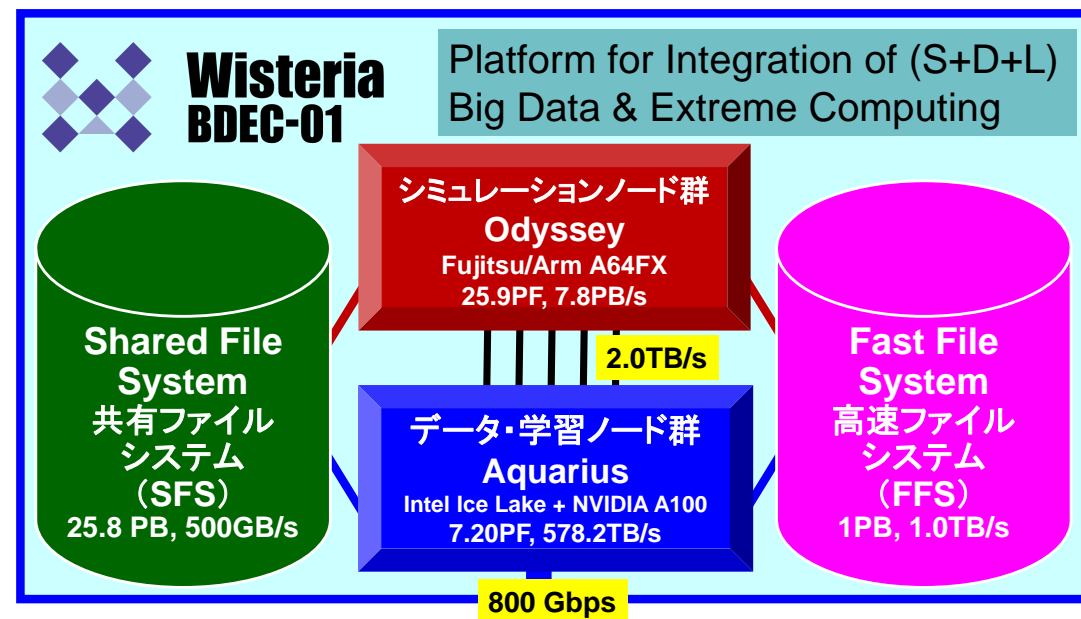 Wisteria
BDEC-01
Platform for Integration of (S+D+L)
Big Data & Extreme Computing
シミュレーションノード群
Odyssey
Fujitsu/Arm A64FX
25.9PF, 7.8PB/s
2.0TB/s
Shared File
System
共有ファイル
システム
(SFS)
25.8 PB, 500GB/s
データ・学習ノード群
Aquarius
Intel Ice Lake + NVIDIA A100
7.20PF, 578.2TB/s
Fast File
System
高速ファイル
システム
(FFS)
1PB, 1.0TB/s
800 Gbps